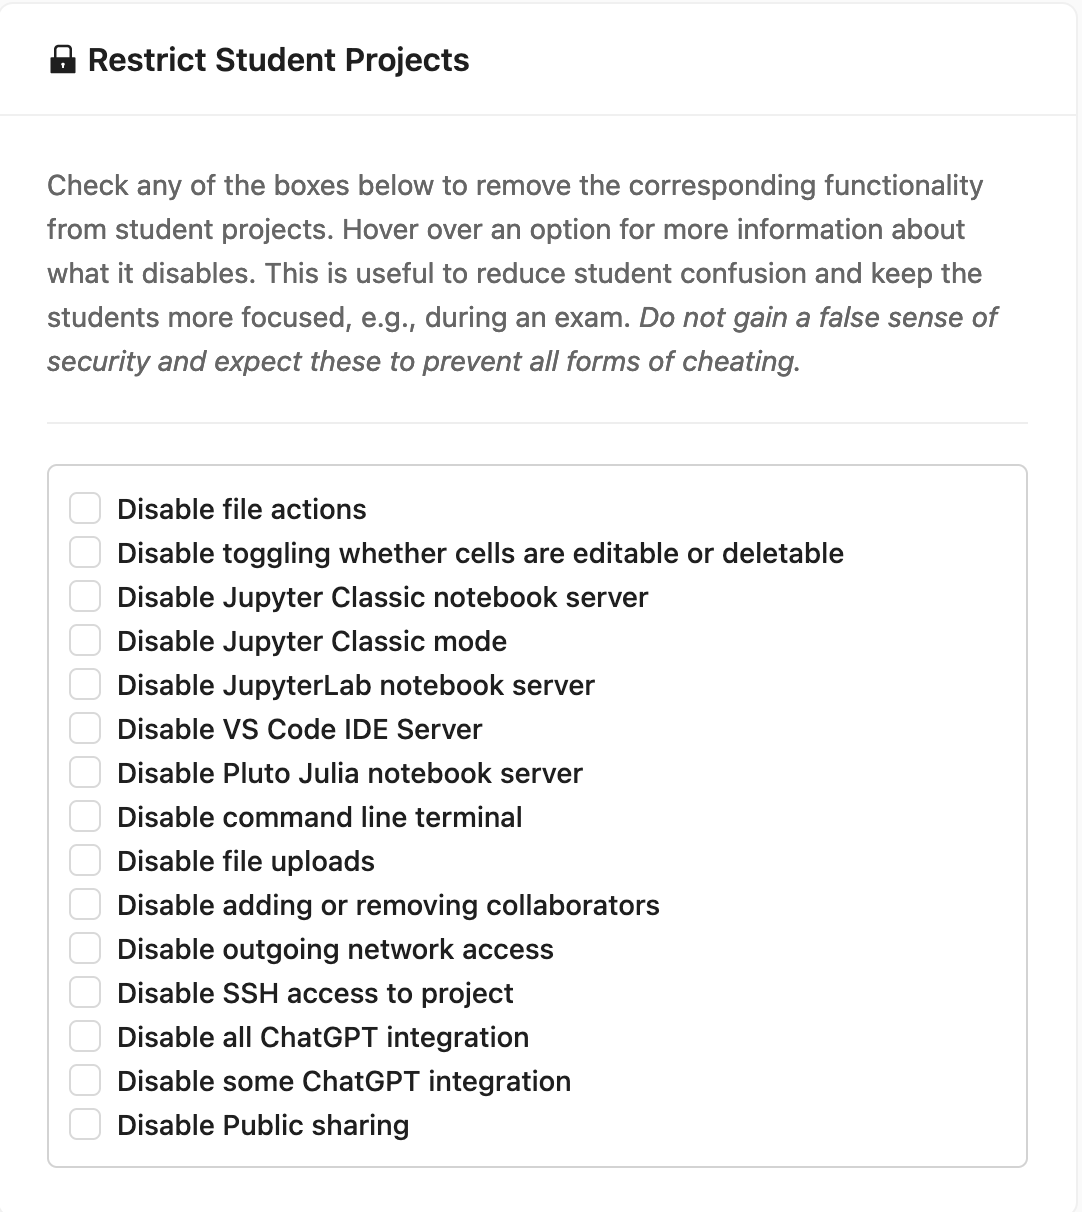 Restrict Student Projects
Check any of the boxes below to remove the corresponding functionality
from student projects. Hover over an option for more information about
what it disables. This is useful to reduce student confusion and keep the
students more focused, e.g., during an exam. Do not gain a false sense of
security and expect these to prevent all forms of cheating.
Disable file actions
Disable toggling whether cells are editable or deletable
Disable Jupyter Classic notebook server
Disable Jupyter Classic mode
Disable JupyterLab notebook server
Disable VS Code IDE Server
Disable Pluto Julia notebook server
Disable command line terminal
Disable file uploads
Disable adding or removing collaborators
Disable outgoing network access
Disable SSH access to project
Disable all ChatGPT integration
Disable some ChatGPT integration
Disable Public sharing